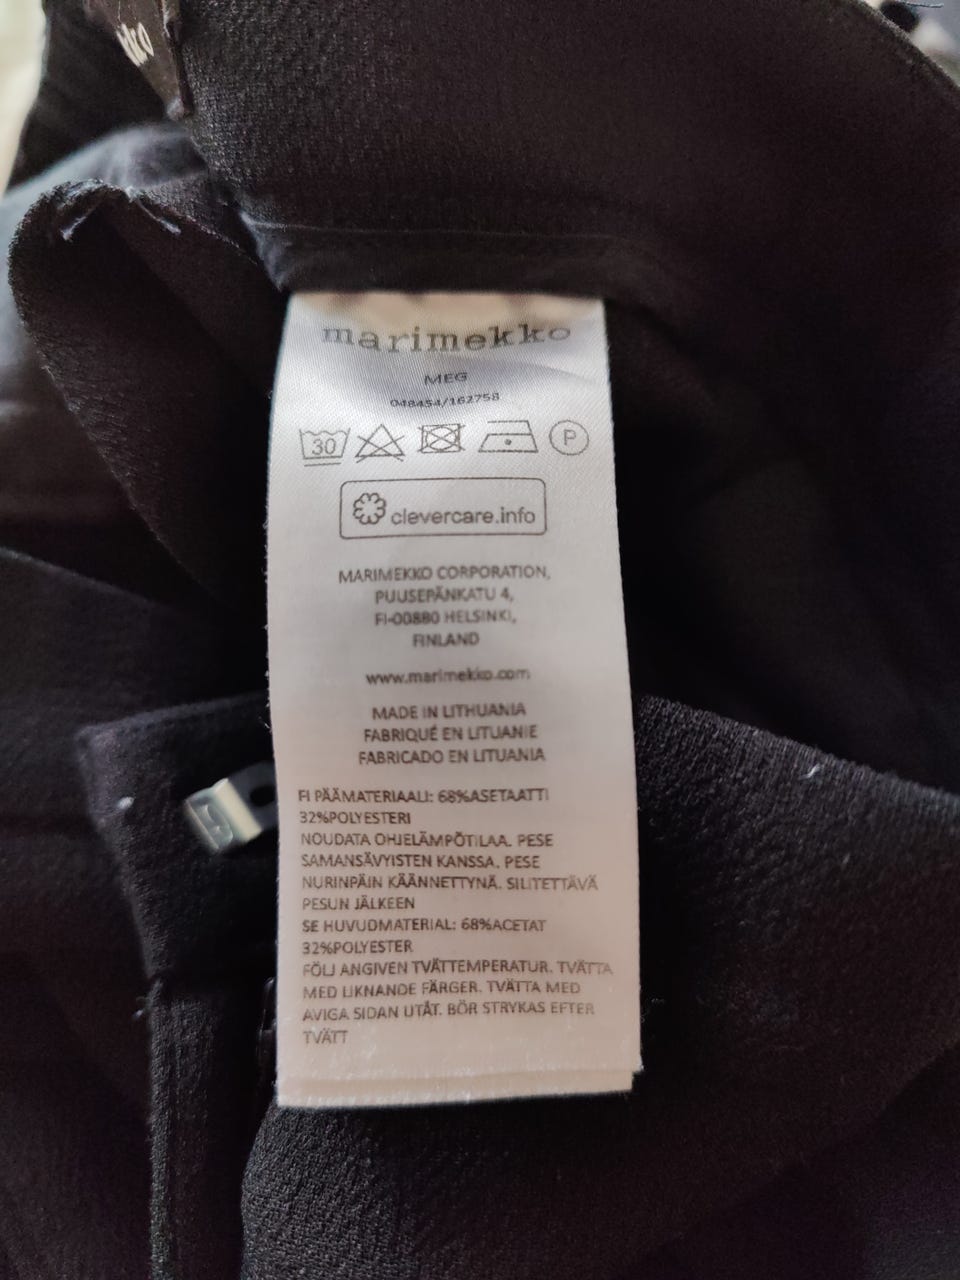 kko
marimekko
MEG
048454/162758
30 P
clevercare.info
MARIMEKKO CORPORATION,
PUUSEPÄNKATU 4,
FI-00880 HELSINKI,
FINLAND
www.marimekko.com
MADE IN LITHUANIA
FABRIQUÉ EN LITUANIE
FABRICADO EN LITUANIA
FI PÄÄMATERIAALI: 68%ASETAATTI
32%POLYESTERI
NOUDATA OHJELÄMPÖTILAA. PESE
SAMANSÄVYISTEN KANSSA. PESE
NURINPÄIN KÄÄNNETTYNÄ. SILITETTÄVÄ
PESUN JÄLKEEN
SE HUVUDMATERIAL: 68%ACETAT
32%POLYESTER
FÖLJ ANGIVEN TVÄTTEMPERATUR. TVÄTTA
MED LIKNANDE FÄRGER. TVÄTTA MED
AVIGA SIDAN UTÅT. BÖR STRYKAS EFTER
TVÄTT